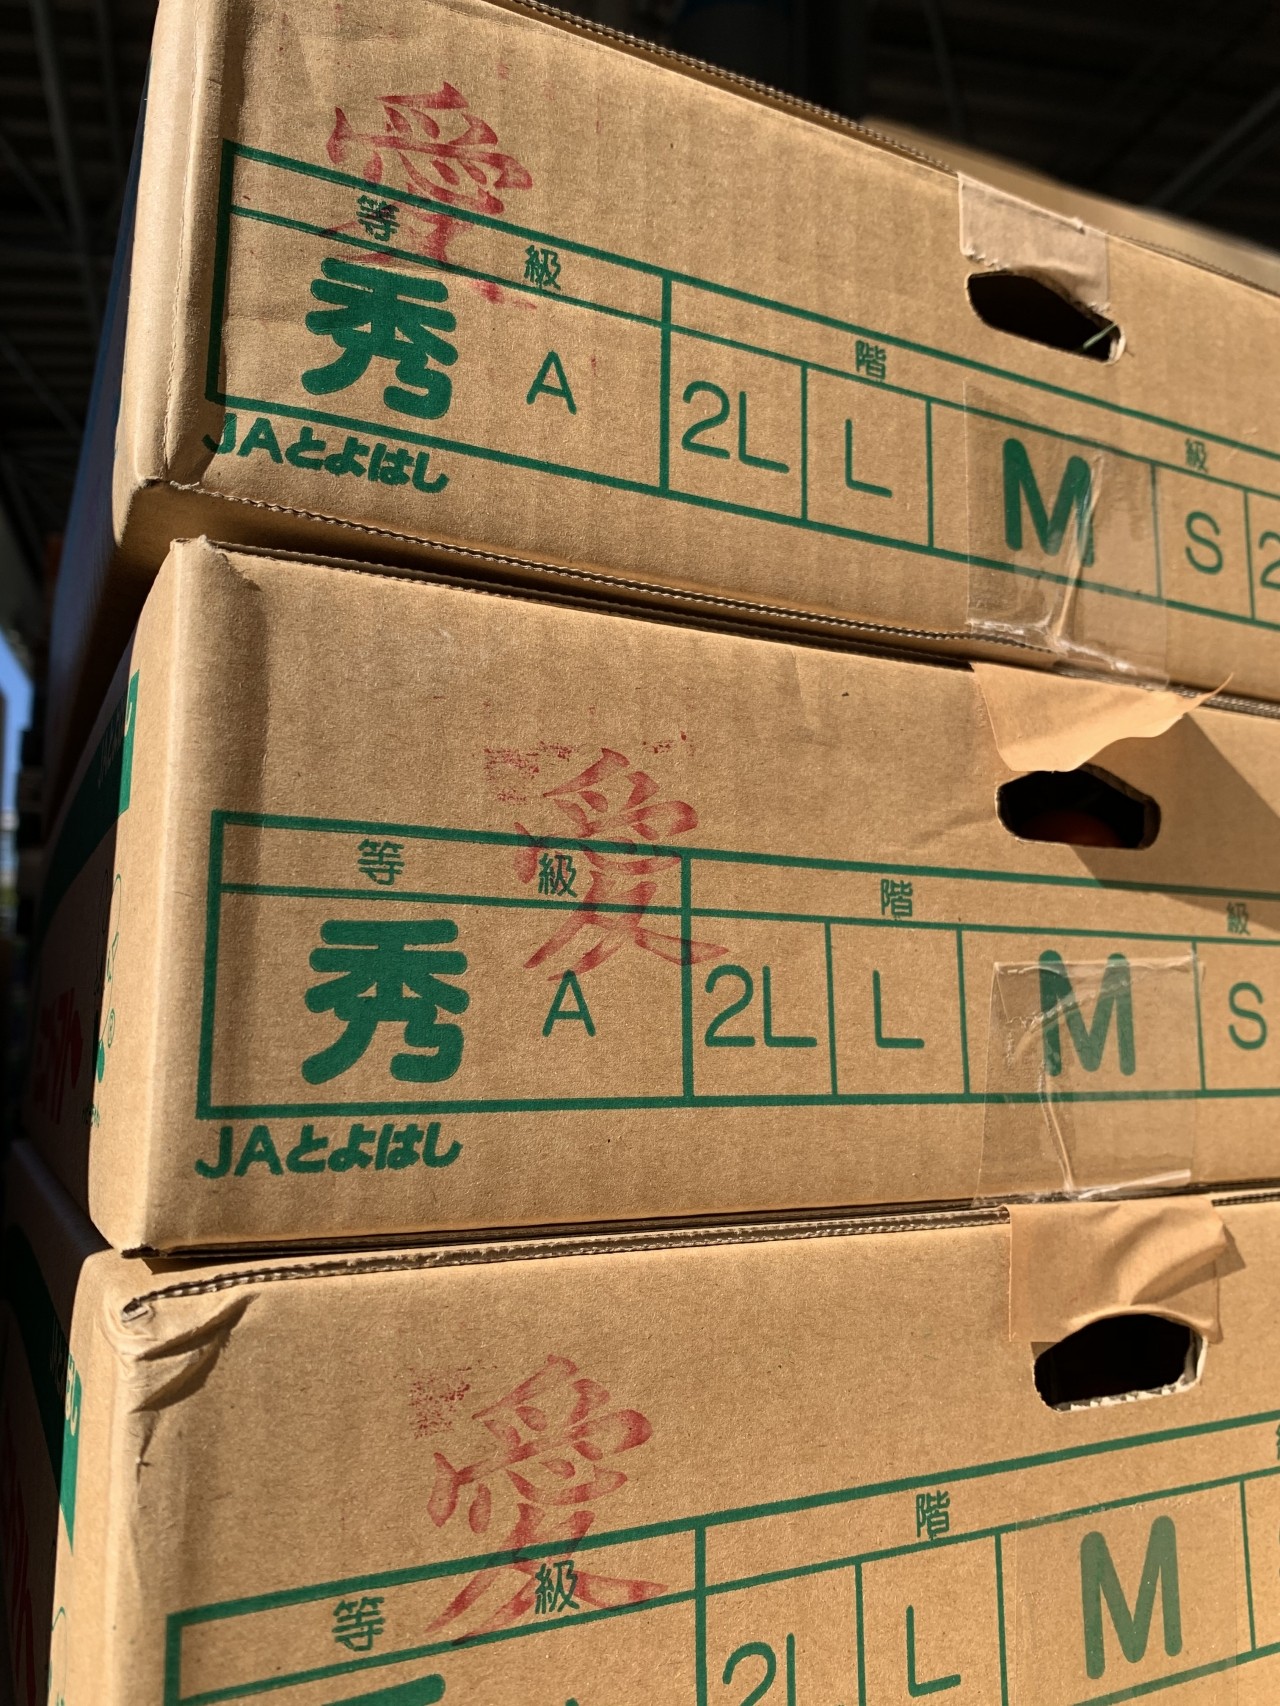 愛
等 級 階 級
秀 A 2L L M S 2
JAとよはし
愛
等 級 階 級
秀 A 2L L M S
JAとよはし
愛
等 級 階
2L L M